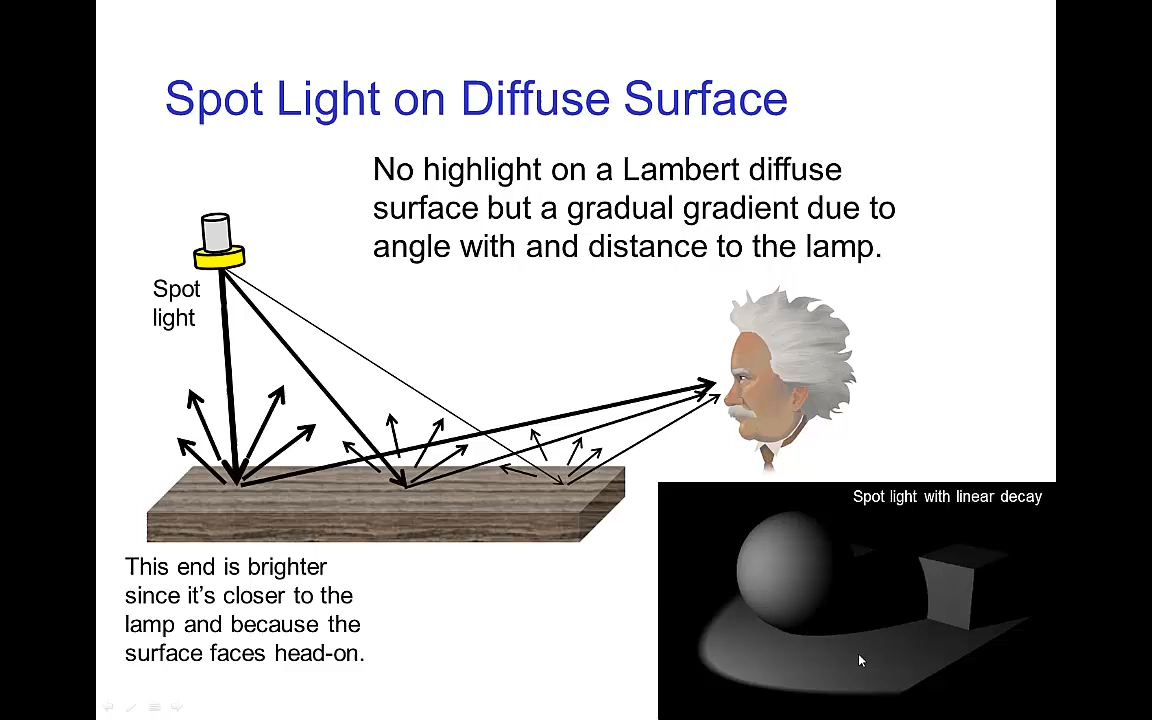 Spot Light on Diffuse Surface
No highlight on a Lambert diffuse
surface but a gradual gradient due to
angle with and distance to the lamp.
Spot
light
Spot light with linear decay
This end is brighter
since it’s closer to the
lamp and because the
surface faces head-on.